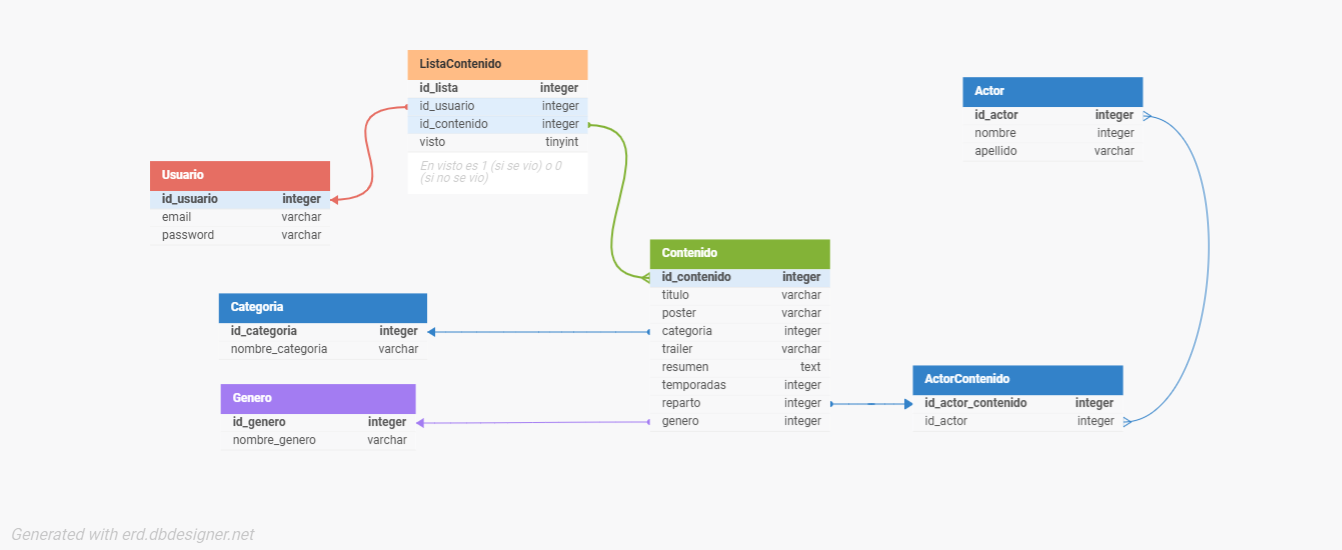 ListaContenido
id_lista integer
id_usuario integer
id_contenido integer
visto tinyint
En visto es 1 (si se vio) o 0
(si no se vio)
Actor
id_actor integer
nombre integer
apellido varchar
Usuario
id_usuario integer
email varchar
password varchar
Contenido
id_contenido integer
titulo varchar
poster varchar
categoria integer
trailer varchar
resumen text
temporadas integer
reparto integer
genero integer
Categoria
id_categoria integer
nombre_categoria varchar
Genero
id_genero integer
nombre_genero varchar
ActorContenido
id_actor_contenido integer
id_actor integer
Generated with erd.dbdesigner.net